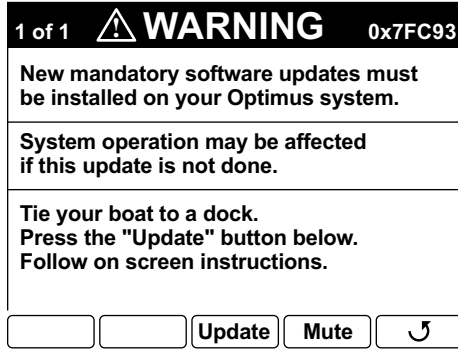 1 of 1 WARNING 0x7FC93
New mandatory software updates must
be installed on your Optimus system.
System operation may be affected
if this update is not done.
Tie your boat to a dock.
Press the "Update" button below.
Follow on screen instructions.
Update Mute